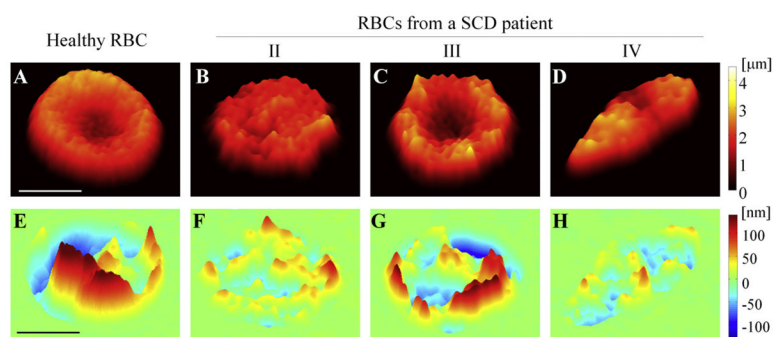 RBCs from a SCD patient
Healthy RBC
II
III
IV
A
B
C
D
[μm]
4
3
2
1
0
E
F
G
H
[nm]
100
50
0
-50
-100